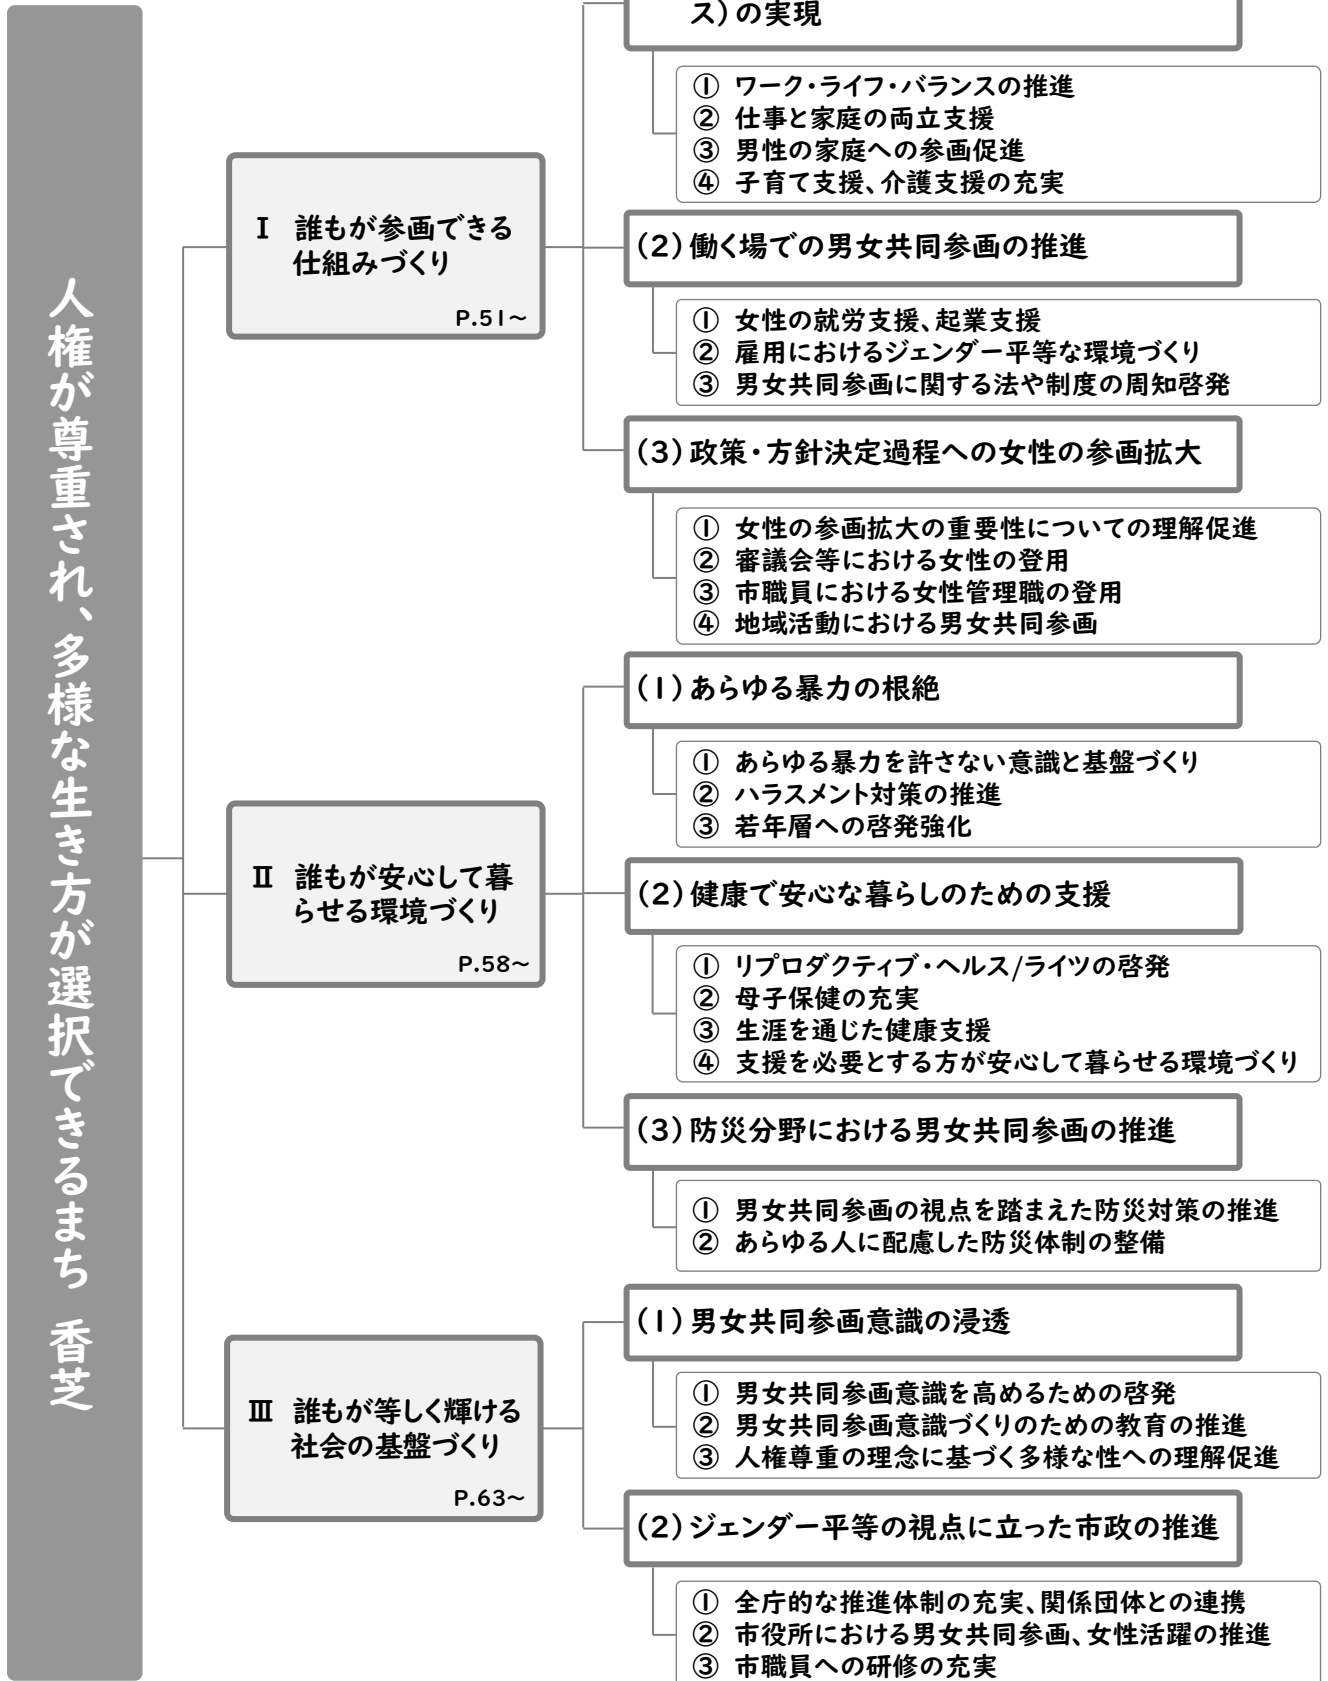 人権が尊重され、多様な生き方が選択できるまち 香芝
Ⅰ 誰もが参画できる
仕組みづくり
P.51~
ス）の実現
① ワーク・ライフ・バランスの推進
② 仕事と家庭の両立支援
③ 男性の家庭への参画促進
④ 子育て支援、介護支援の充実
（2）働く場での男女共同参画の推進
① 女性の就労支援、起業支援
② 雇用におけるジェンダー平等な環境づくり
③ 男女共同参画に関する法や制度の周知啓発
（3）政策・方針決定過程への女性の参画拡大
① 女性の参画拡大の重要性についての理解促進
② 審議会等における女性の登用
③ 市職員における女性管理職の登用
④ 地域活動における男女共同参画
Ⅱ 誰もが安心して暮
らせる環境づくり
P.58~
（1）あらゆる暴力の根絶
① あらゆる暴力を許さない意識と基盤づくり
② ハラスメント対策の推進
③ 若年層への啓発強化
（2）健康で安心な暮らしのための支援
① リプロダクティブ・ヘルス/ライツの啓発
② 母子保健の充実
③ 生涯を通じた健康支援
④ 支援を必要とする方が安心して暮らせる環境づくり
（3）防災分野における男女共同参画の推進
① 男女共同参画の視点を踏まえた防災対策の推進
② あらゆる人に配慮した防災体制の整備
Ⅲ 誰もが等しく輝ける
社会の基盤づくり
P.63~
（1）男女共同参画意識の浸透
① 男女共同参画意識を高めるための啓発
② 男女共同参画意識づくりのための教育の推進
③ 人権尊重の理念に基づく多様な性への理解促進
（2）ジェンダー平等の視点に立った市政の推進
① 全庁的な推進体制の充実、関係団体との連携
② 市役所における男女共同参画、女性活躍の推進
③ 市職員への研修の充実